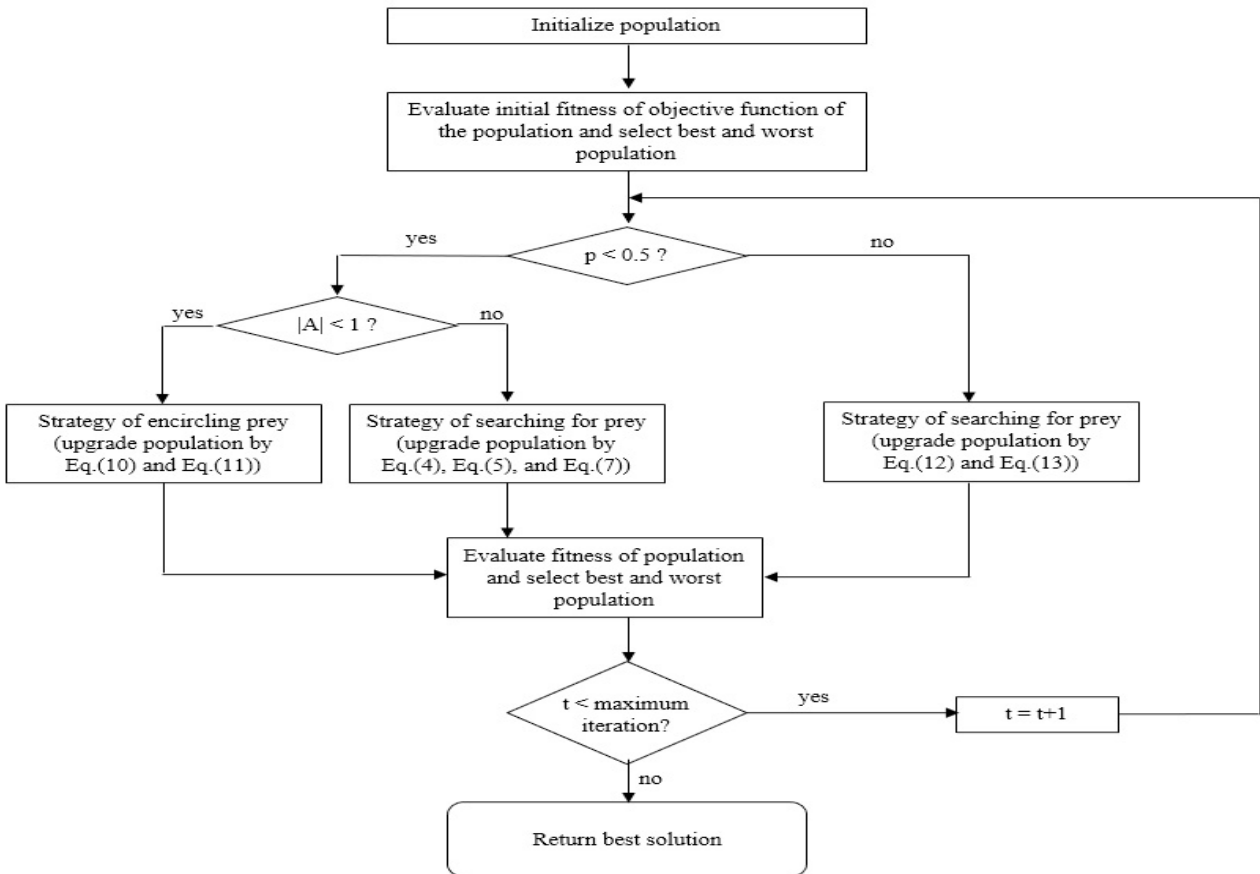 Initialize population
Evaluate initial fitness of objective function of
the population and select best and worst
population
yes
p < 0.5 ?
no
yes
|A| < 1 ?
no
Strategy of encircling prey
(upgrade population by
Eq.(10) and Eq.(11))
Strategy of searching for prey
(upgrade population by
Eq.(4), Eq.(5), and Eq.(7))
Strategy of searching for prey
(upgrade population by
Eq.(12) and Eq.(13))
Evaluate fitness of population
and select best and worst
population
t < maximum
iteration?
yes
t = t+1
no
Return best solution